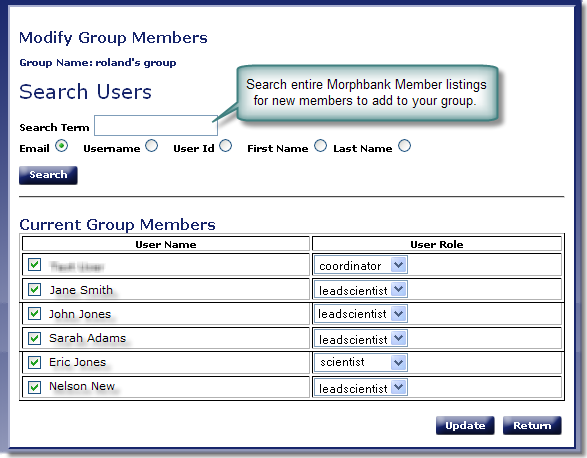 Modify Group Members
Group Name: roland's group
Search Users
Search entire Morphbank Member listings
for new members to add to your group.
Search Term
Email Username User Id First Name Last Name
Search
Current Group Members
User Name User Role
coordinator
Jane Smith leadscientist
John Jones leadscientist
Sarah Adams leadscientist
Eric Jones scientist
Nelson New leadscientist
Update Return